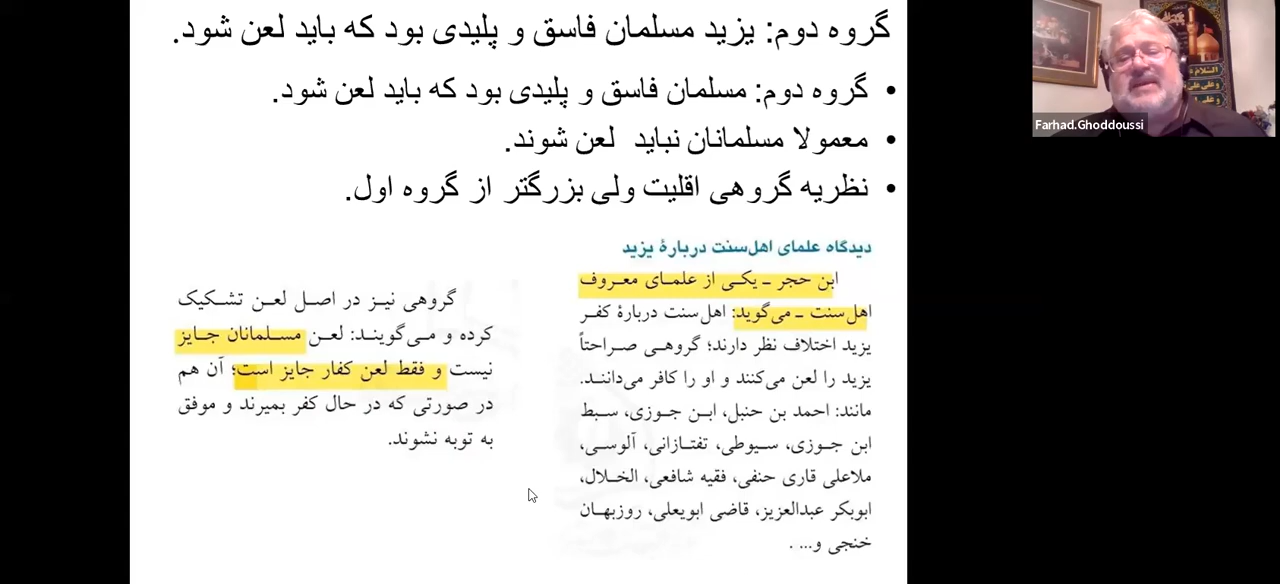 گروه دوم: یزید مسلمان فاسق و پلیدی بود که باید لعن شود.
• گروه دوم: مسلمان فاسق و پلیدی بود که باید لعن شود.
• معمولا مسلمانان نباید لعن شوند.
• نظریه گروهی اقلیت ولی بزرگتر از گروه اول.
دیدگاه علمای اهل‌سنت دربارهٔ یزید
ابن حجر ـ یکی از علمای معروف
اهل‌سنت ـ می‌گوید: اهل‌سنت دربارهٔ کفر
یزید اختلاف نظر دارند؛ گروهی صراحتاً
یزید را لعن می‌کنند و او را کافر می‌دانند.
مانند: احمد بن حنبل، ابن جوزی، سبط
ابن جوزی، سیوطی، تفتازانی، آلوسی،
ملاعلی قاری حنفی، فقیه شافعی، الخلال،
ابوبکر عبدالعزیز، قاضی ابویعلی، روزبهان
خنجی و... .
گروهی نیز در اصل لعن تشکیک
کرده و می‌گویند: لعن مسلمانان جایز
نیست و فقط لعن کفار جایز است؛ آن هم
در صورتی که در حال کفر بمیرند و موفق
به توبه نشوند.
Farhad.Ghoddoussi
السلام